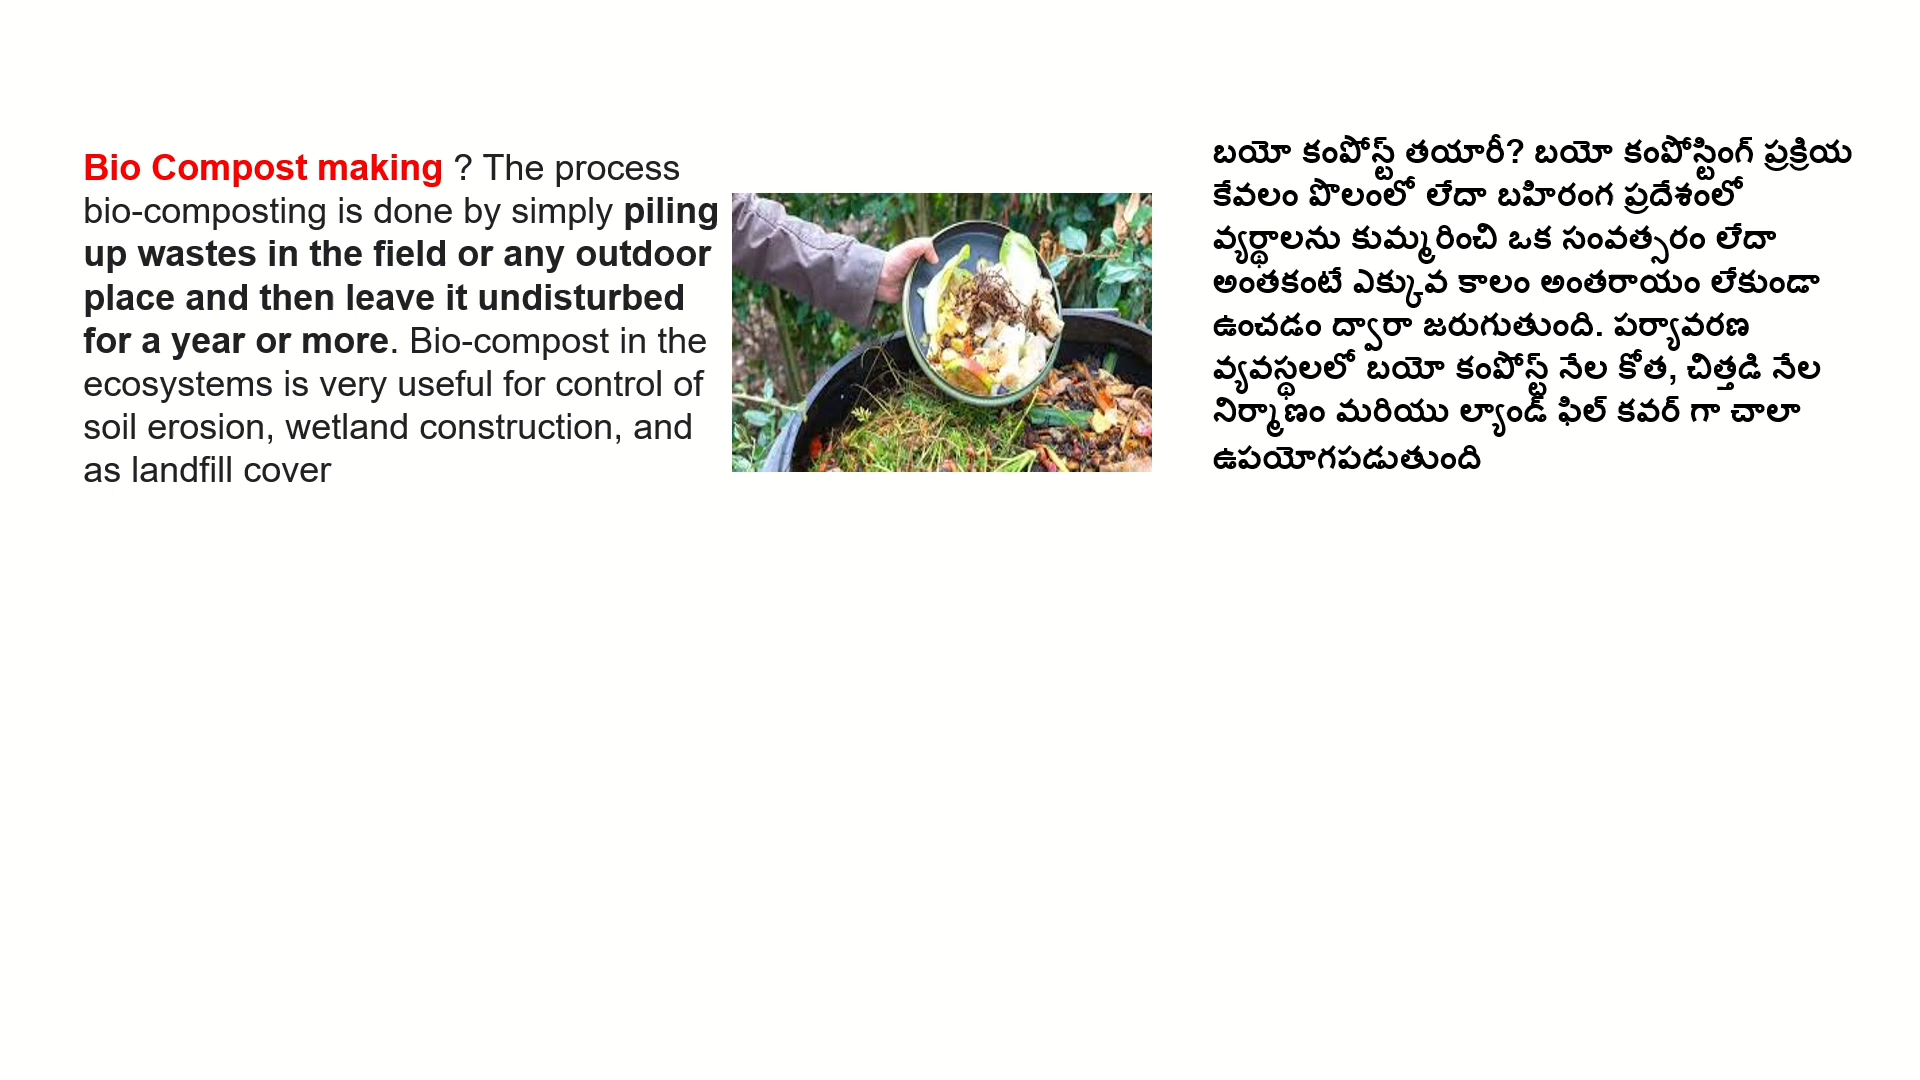 Bio Compost making ? The process
bio-composting is done by simply piling
up wastes in the field or any outdoor
place and then leave it undisturbed
for a year or more. Bio-compost in the
ecosystems is very useful for control of
soil erosion, wetland construction, and
as landfill cover
బయో కంపోస్ట్ తయారీ? బయో కంపోస్టింగ్ ప్రక్రియ
కేవలం పొలంలో లేదా బహిరంగ ప్రదేశంలో
వ్యర్థాలను కుమ్మరించి ఒక సంవత్సరం లేదా
అంతకంటే ఎక్కువ కాలం అంతరాయం లేకుండా
ఉంచడం ద్వారా జరుగుతుంది. పర్యావరణ
వ్యవస్థలలో బయో కంపోస్ట్ నేల కోత, చిత్తడి నేల
నిర్మాణం మరియు ల్యాండ్ ఫిల్ కవర్ గా చాలా
ఉపయోగపడుతుంది